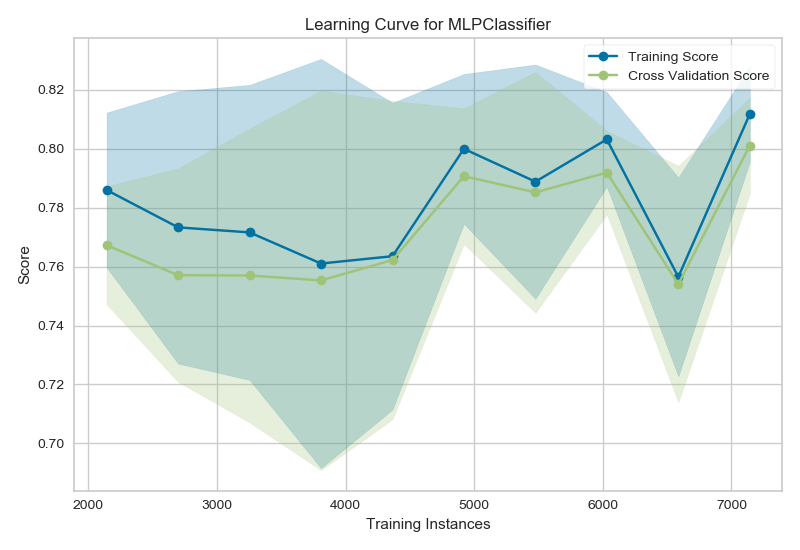 Learning Curve for MLPClassifier
Training Score
Cross Validation Score
0.82
0.80
0.78
0.76
0.74
0.72
0.70
Score
2000 3000 4000 5000 6000 7000
Training Instances